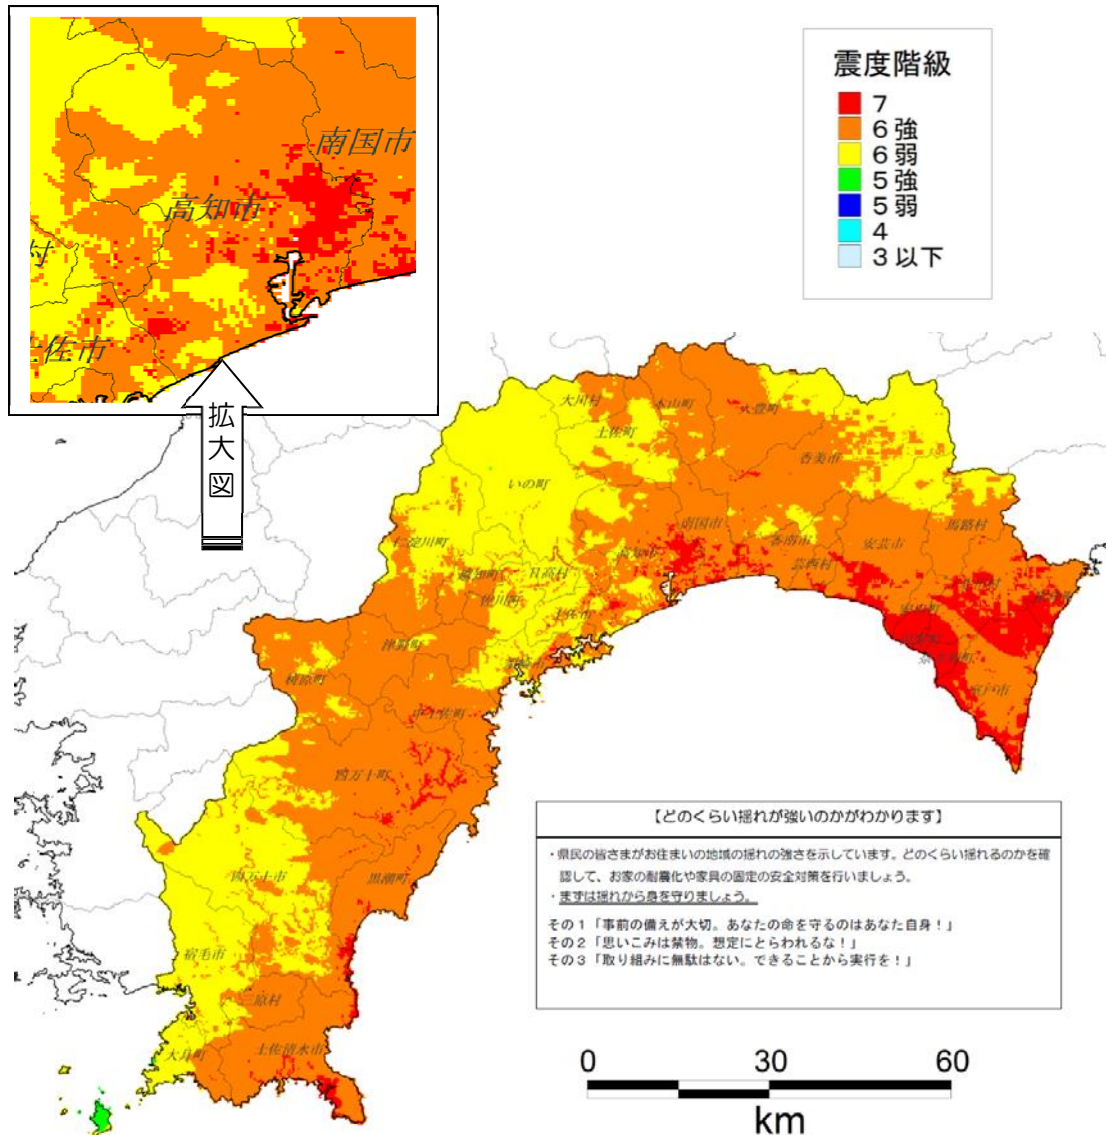 南国市
高知市
村
佐市
拡
大
図
震度階級
7
6強
6弱
5強
5弱
4
3以下
大川村
本山町
大豊町
土佐町
香美市
いの町
南国市
馬路村
香南市
安芸市
仁淀川町
高知市
芸西村
越知町
日高村
佐川町
土佐市
津野町
室戸市
梼原町
中土佐町
四万十町
黒潮町
四万十市
宿毛市
三原村
大月町
土佐清水市
【どのくらい揺れが強いのかがわかります】
・県民の皆さまがお住まいの地域の揺れの強さを示しています。どのくらい揺れるのかを確
認して、お家の耐震化や家具の固定の安全対策を行いましょう。
・まずは揺れから身を守りましょう。
その1「事前の備えが大切。あなたの命を守るのはあなた自身！」
その2「思いこみは禁物。想定にとらわれるな！」
その3「取り組みに無駄はない。できることから実行を！」
0 30 60
km